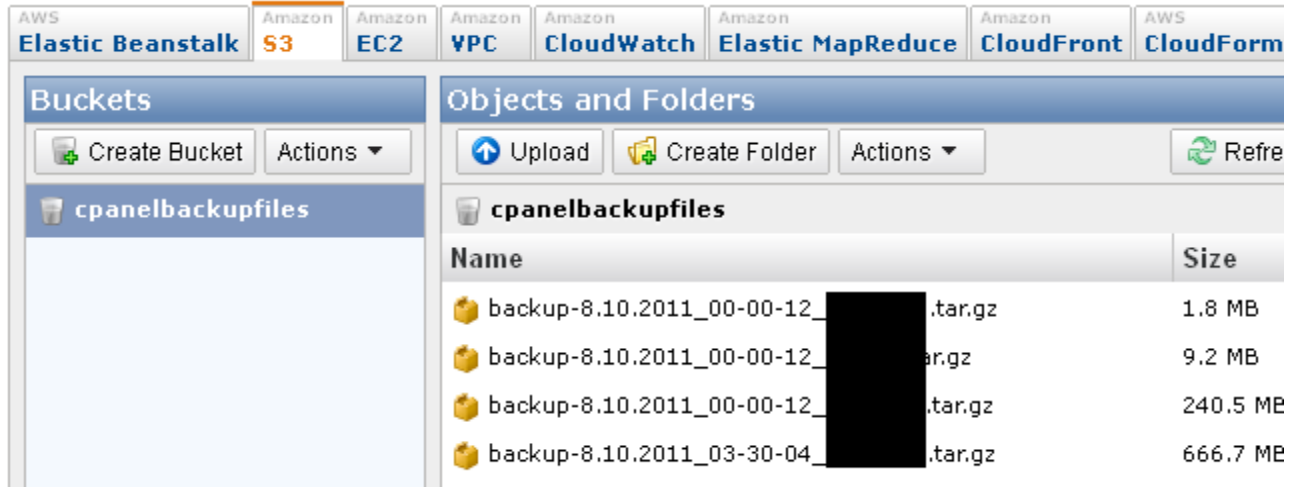 AWS Amazon Amazon Amazon Amazon Amazon Amazon AWS
Elastic Beanstalk S3 EC2 VPC CloudWatch Elastic MapReduce CloudFront CloudForm
Buckets Objects and Folders
Create Bucket Actions Upload Create Folder Actions Refre
cpanelbackupfiles cpanelbackupfiles
Name Size
backup-8.10.2011_00-00-12_ .tar.gz 1.8 MB
backup-8.10.2011_00-00-12_ ar.gz 9.2 MB
backup-8.10.2011_00-00-12_ .tar.gz 240.5 MB
backup-8.10.2011_03-30-04_ .tar.gz 666.7 MB